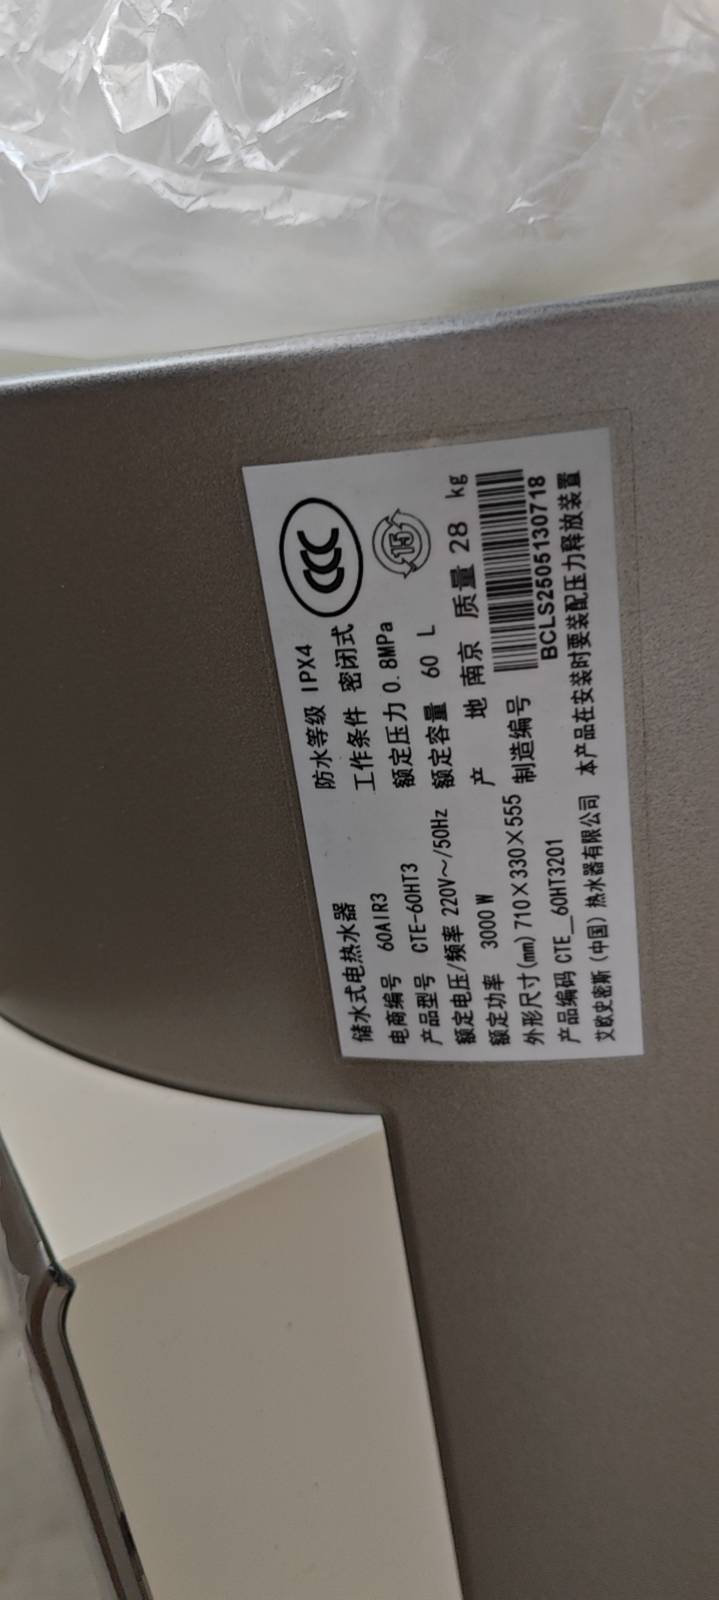 储水式电热水器
电商编号 60AIR3
产品型号 CTE-60HT3
额定电压/频率 220V～/50Hz
额定功率 3000 W
外形尺寸(mm) 710×330×555
产品编码 CTE__60HT3201
艾欧史密斯（中国）热水器有限公司
防水等级 IPX4
工作条件 密闭式
额定压力 0.8MPa
额定容量 60 L
产 地 南京 质量 28 kg
制造编号
BCLS2505130718
本产品在安装时要装配压力释放装置
CCC
15